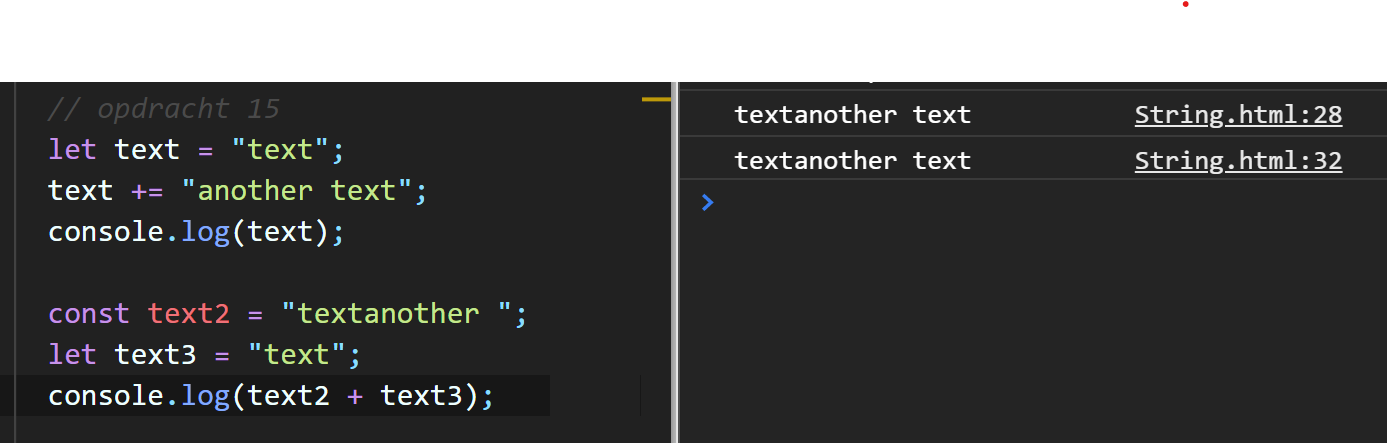 // opdracht 15
let text = "text";
text += "another text";
console.log(text);
const text2 = "textanother ";
let text3 = "text";
console.log(text2 + text3);
textanother text String.html:28
textanother text String.html:32